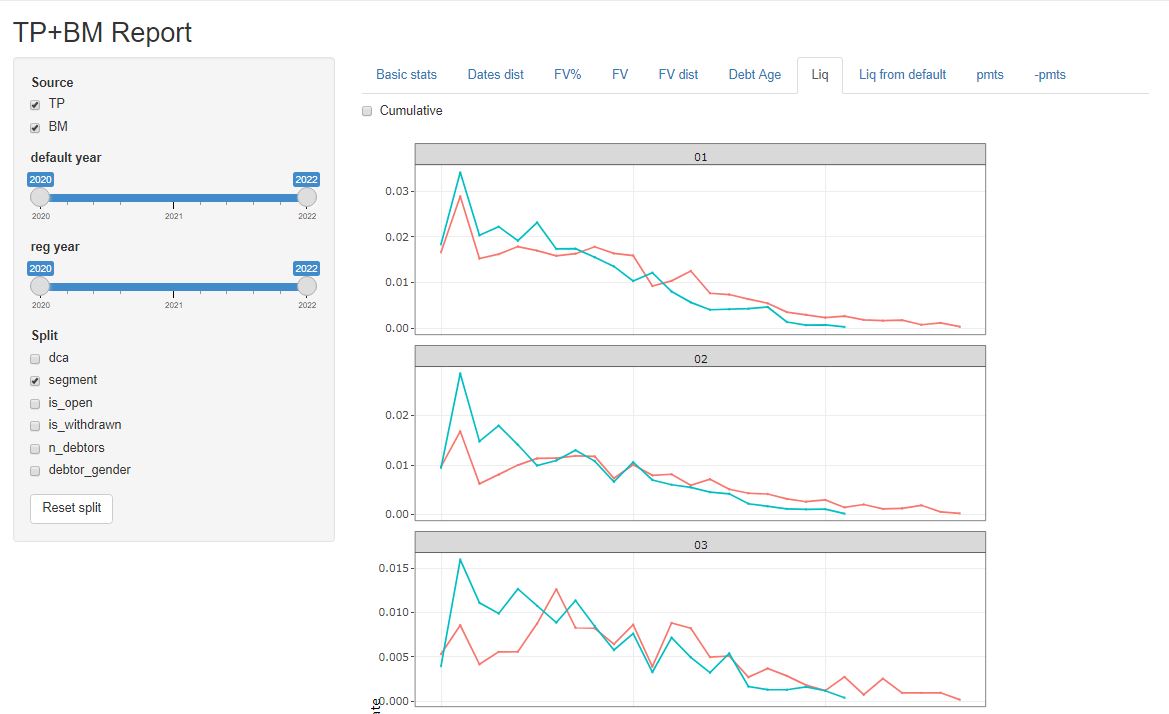 TP+BM Report
Source
TP
BM
default year
2020 2022
2020 2021 2022
reg year
2020 2022
2020 2021 2022
Split
dca
segment
is_open
is_withdrawn
n_debtors
debtor_gender
Reset split
Basic stats Dates dist FV% FV FV dist Debt Age Liq Liq from default pmts -pmts
Cumulative
01
0.03
0.02
0.01
0.00
02
0.02
0.01
0.00
03
0.015
0.010
0.005
0.000